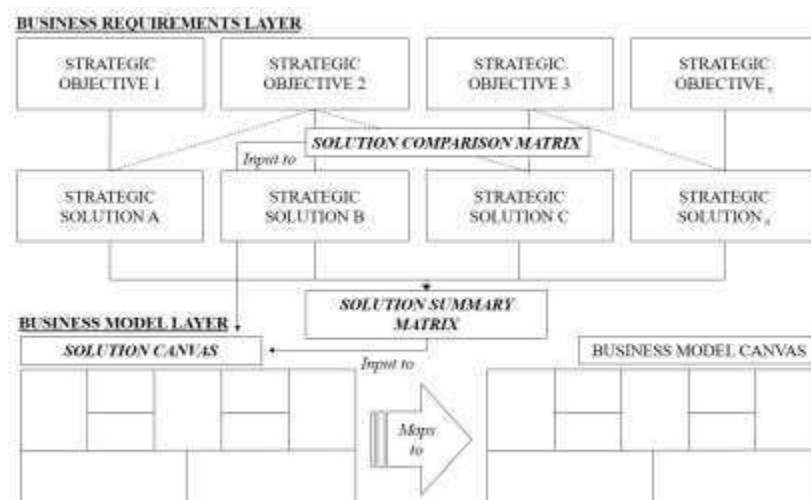 BUSINESS REQUIREMENTS LAYER
STRATEGIC
OBJECTIVE 1
STRATEGIC
OBJECTIVE 2
STRATEGIC
OBJECTIVE 3
STRATEGIC
OBJECTIVE n
SOLUTION COMPARISON MATRIX
Input to
STRATEGIC
SOLUTION A
STRATEGIC
SOLUTION B
STRATEGIC
SOLUTION C
STRATEGIC
SOLUTION n
SOLUTION SUMMARY
MATRIX
BUSINESS MODEL LAYER
SOLUTION CANVAS
Input to
BUSINESS MODEL CANVAS
Maps
to